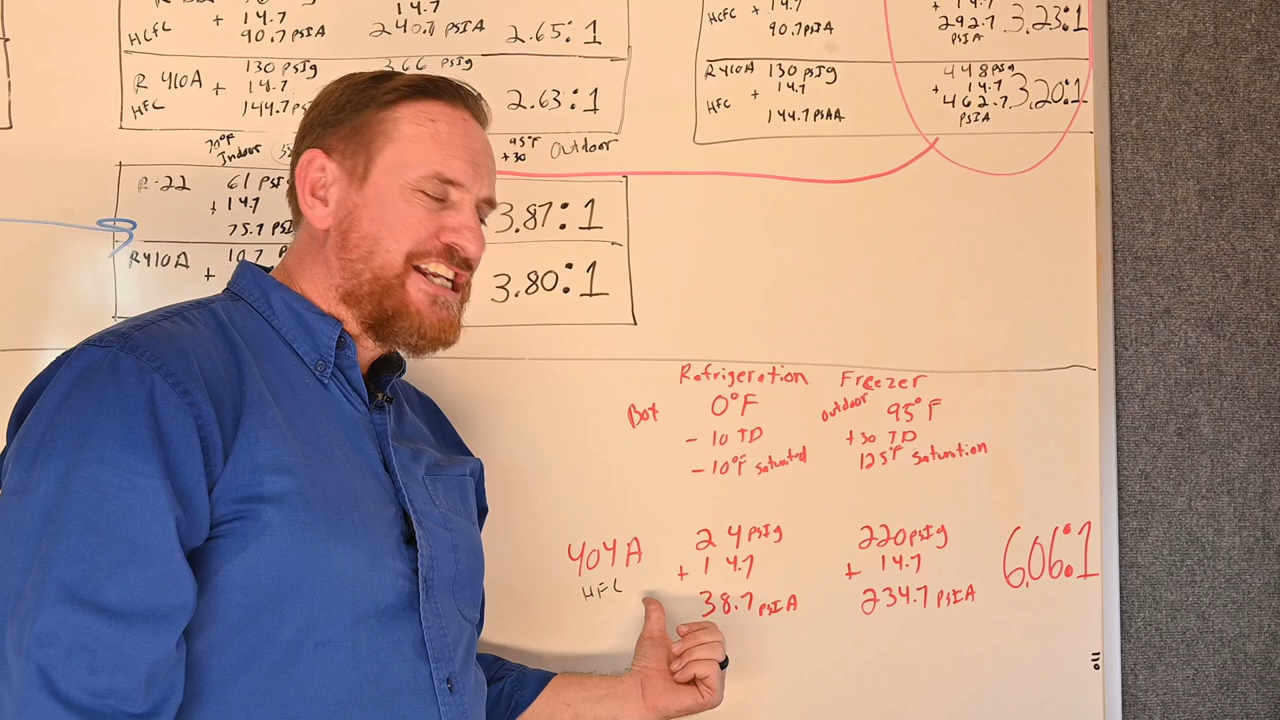 14.7
HCFC + 14.7
90.7 PSIA 240.7 PSIA 2.65:1
R 410A 130 PSIg 366 PSIg
+ 14.7
HFC 144.7 2.63:1
70°F Indoor
95°F +30 Outdoor
R-22 61
+ 14.7
75.7 3.87:1
R410A 107
+ 3.80:1
HCFC + 14.7 + 14.7
90.7 PSIA 292.7 PSIA 3.23:1
R410A 130 PSIg 448 PSIg
HFC + 14.7 + 14.7
144.7 PSIA 462.7 PSIA 3.20:1
Refrigeration Freezer
Box 0°F outdoor 95°F
- 10 TD +30 TD
- 10°F saturated 125°F saturation
404A 24 PSIg 220 PSIg
HFC + 14.7 + 14.7
38.7 PSIA 234.7 PSIA 6.06:1
110